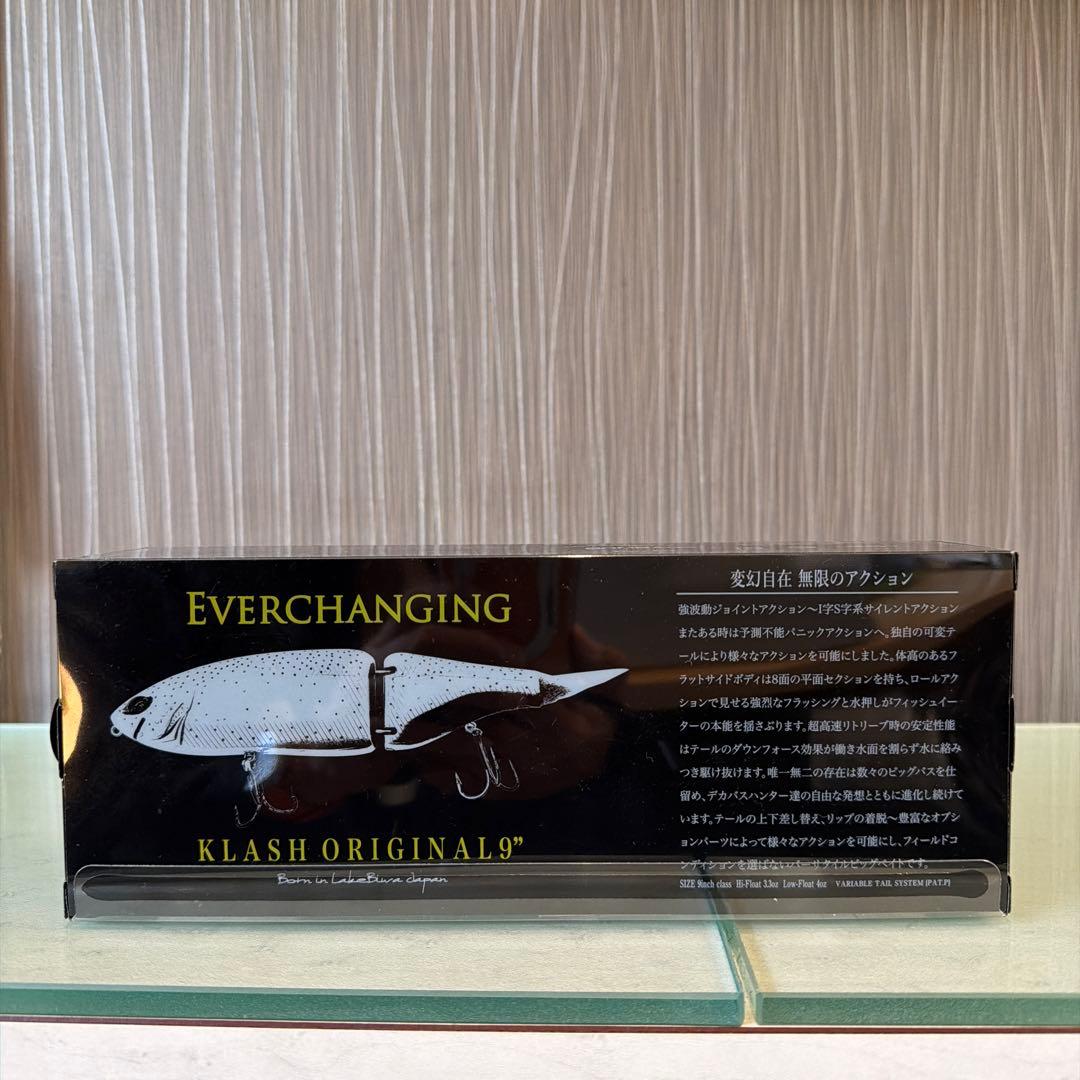 EVERCHANGING
KLASH ORIGINAL 9”
Born in LakeBiwa Japan
変幻自在 無限のアクション
強波動ジョイントアクション〜I字S字系サイレントアクション
またある時は予測不能パニックアクションへ。独自の可変テ
ールにより様々なアクションを可能にしました。体高のあるフ
ラットサイドボディは8面の平面セクションを持ち、ロールアク
ションで見せる強烈なフラッシングと水押しがフィッシュイー
ターの本能を揺さぶります。超高速リトリーブ時の安定性能
はテールのダウンフォース効果が働き水面を割らず水に絡み
つき駆け抜けます。唯一無二の存在は数々のビッグバスを仕
留め、デカバスハンター達の自由な発想とともに進化し続けて
います。テールの上下差し替え、リップの着脱〜豊富なオプシ
ョンパーツによって様々なアクションを可能にし、フィールドコ
ンディションを選ばないバーサタイルビッグベイトです。
SIZE 9inch class Hi-Float 3.3oz Low-Float 4oz VARIABLE TAIL SYSTEM [PAT.P]